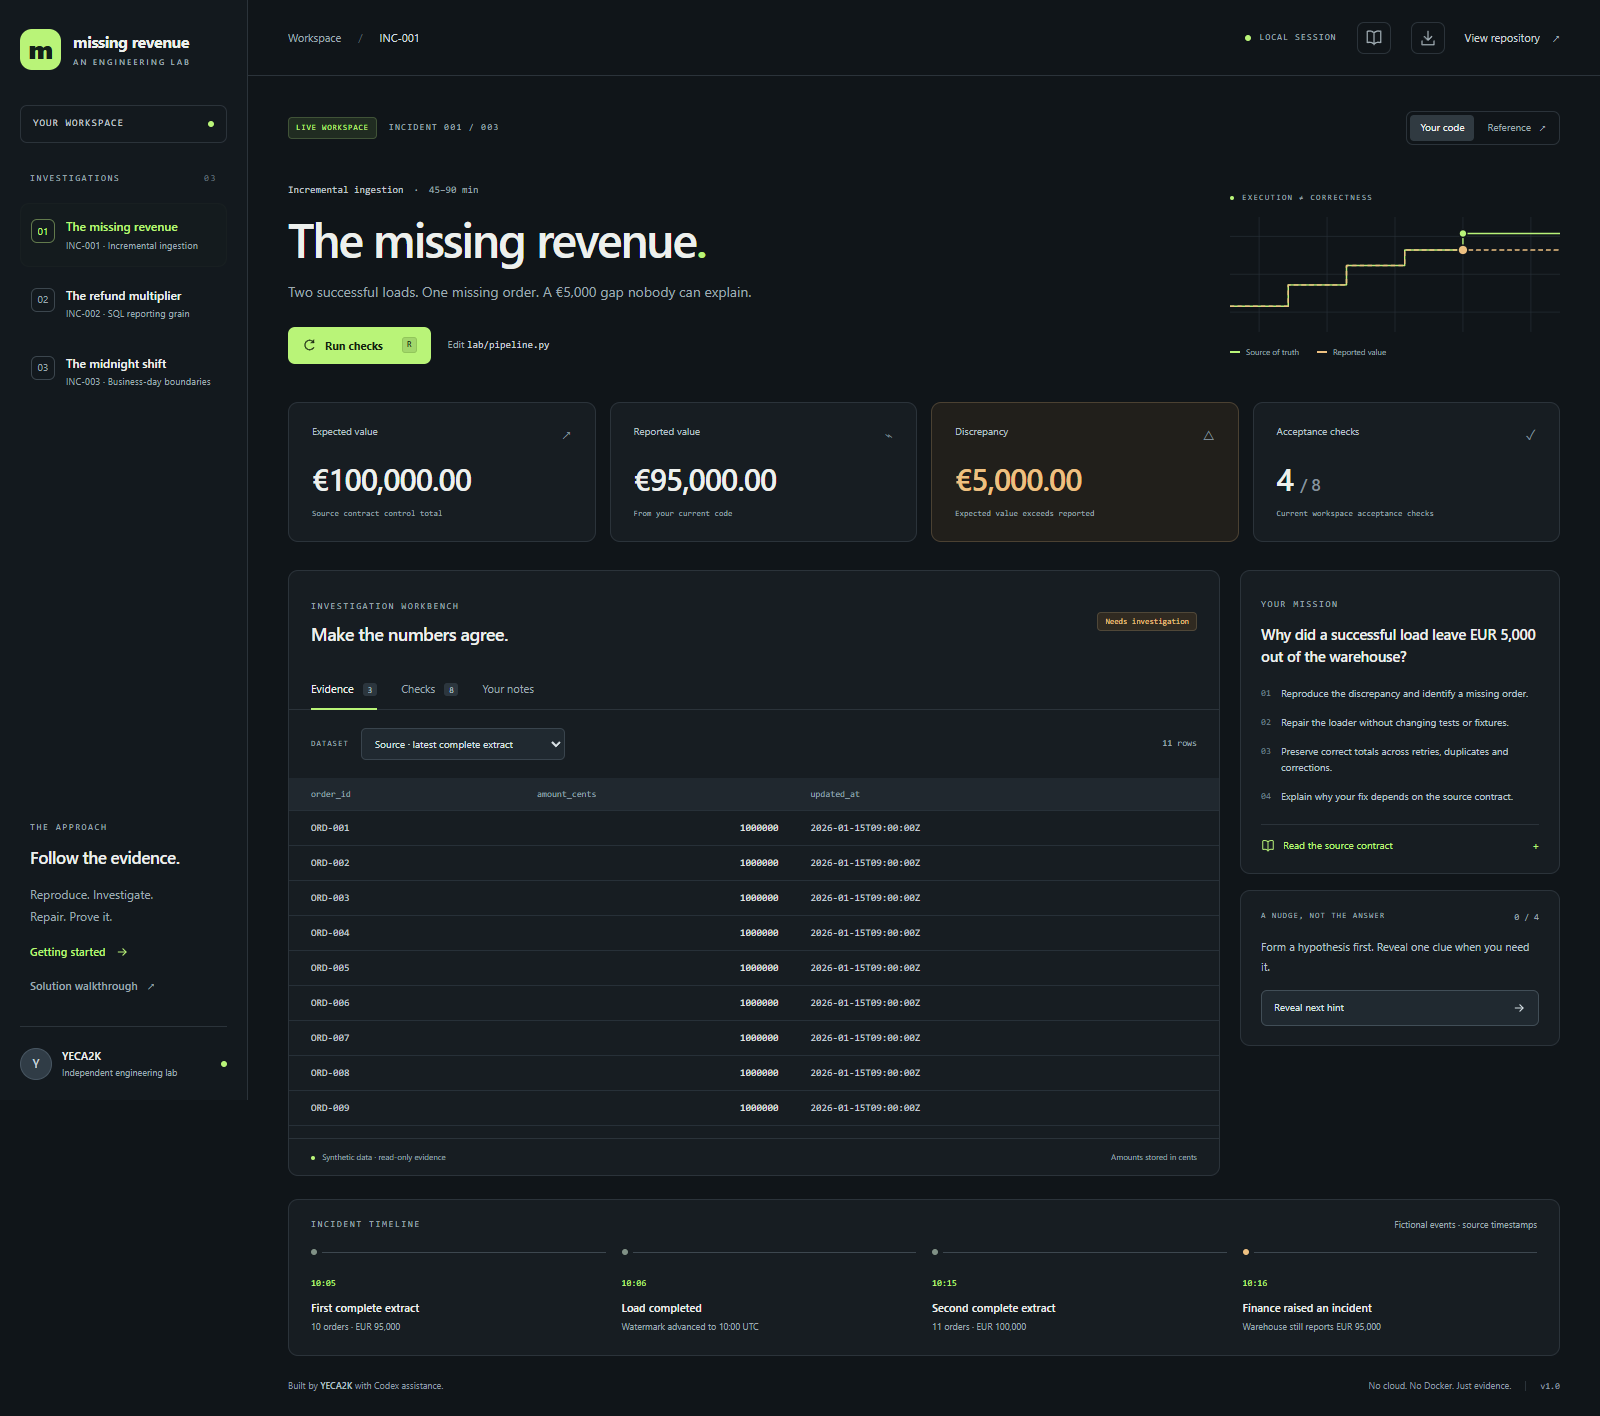 m
missing revenue
AN ENGINEERING LAB
YOUR WORKSPACE
INVESTIGATIONS 03
01 The missing revenue
INC-001 · Incremental ingestion
02 The refund multiplier
INC-002 · SQL reporting grain
03 The midnight shift
INC-003 · Business-day boundaries
THE APPROACH
Follow the evidence.
Reproduce. Investigate.
Repair. Prove it.
Getting started →
Solution walkthrough ↗
Y
YECA2K
Independent engineering lab
Workspace / INC-001
LOCAL SESSION
View repository ↗
LIVE WORKSPACE INCIDENT 001 / 003
Your code Reference ↗
Incremental ingestion · 45–90 min
The missing revenue.
Two successful loads. One missing order. A €5,000 gap nobody can explain.
Run checks R
Edit lab/pipeline.py
EXECUTION ≠ CORRECTNESS
Source of truth Reported value
Expected value ↗
€100,000.00
Source contract control total
Reported value
€95,000.00
From your current code
Discrepancy △
€5,000.00
Expected value exceeds reported
Acceptance checks ✓
4 / 8
Current workspace acceptance checks
INVESTIGATION WORKBENCH
Make the numbers agree.
Needs investigation
Evidence 3 Checks 8 Your notes
DATASET Source · latest complete extract 11 rows
order_id amount_cents updated_at
ORD-001 1000000 2026-01-15T09:00:00Z
ORD-002 1000000 2026-01-15T09:00:00Z
ORD-003 1000000 2026-01-15T09:00:00Z
ORD-004 1000000 2026-01-15T09:00:00Z
ORD-005 1000000 2026-01-15T09:00:00Z
ORD-006 1000000 2026-01-15T09:00:00Z
ORD-007 1000000 2026-01-15T09:00:00Z
ORD-008 1000000 2026-01-15T09:00:00Z
ORD-009 1000000 2026-01-15T09:00:00Z
Synthetic data · read-only evidence Amounts stored in cents
YOUR MISSION
Why did a successful load leave EUR 5,000
out of the warehouse?
01 Reproduce the discrepancy and identify a missing order.
02 Repair the loader without changing tests or fixtures.
03 Preserve correct totals across retries, duplicates and
corrections.
04 Explain why your fix depends on the source contract.
Read the source contract +
A NUDGE, NOT THE ANSWER 0 / 4
Form a hypothesis first. Reveal one clue when you need
it.
Reveal next hint →
INCIDENT TIMELINE Fictional events · source timestamps
10:05
First complete extract
10 orders · EUR 95,000
10:06
Load completed
Watermark advanced to 10:00 UTC
10:15
Second complete extract
11 orders · EUR 100,000
10:16
Finance raised an incident
Warehouse still reports EUR 95,000
Built by YECA2K with Codex assistance.
No cloud. No Docker. Just evidence. | v1.0